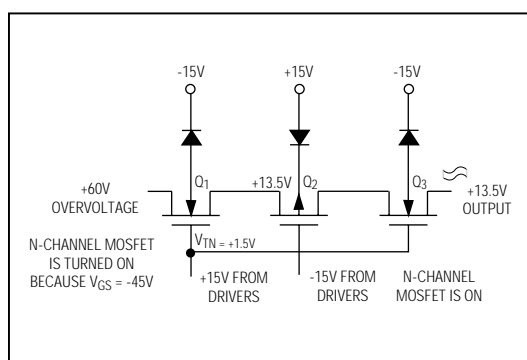 -15V +15V -15V
+60V
OVERVOLTAGE
Q1
+13.5V
Q2
Q3
+13.5V
OUTPUT
N-CHANNEL MOSFET
IS TURNED ON
BECAUSE VGS = -45V
VTN = +1.5V
+15V FROM
DRIVERS
-15V FROM
DRIVERS
N-CHANNEL
MOSFET IS ON